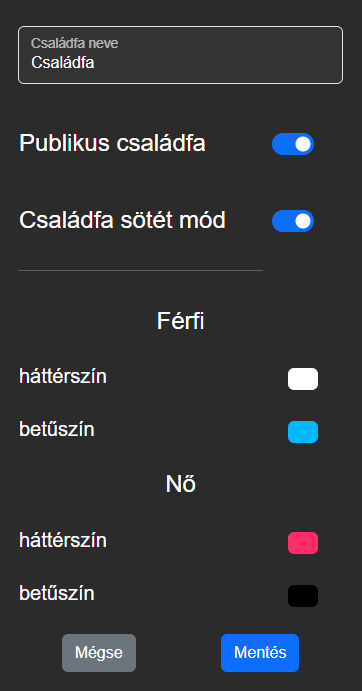 Családfa neve
Családfa
Publikus családfa
Családfa sötét mód
Férfi
háttérszín
betűszín
Nő
háttérszín
betűszín
Mégse
Mentés